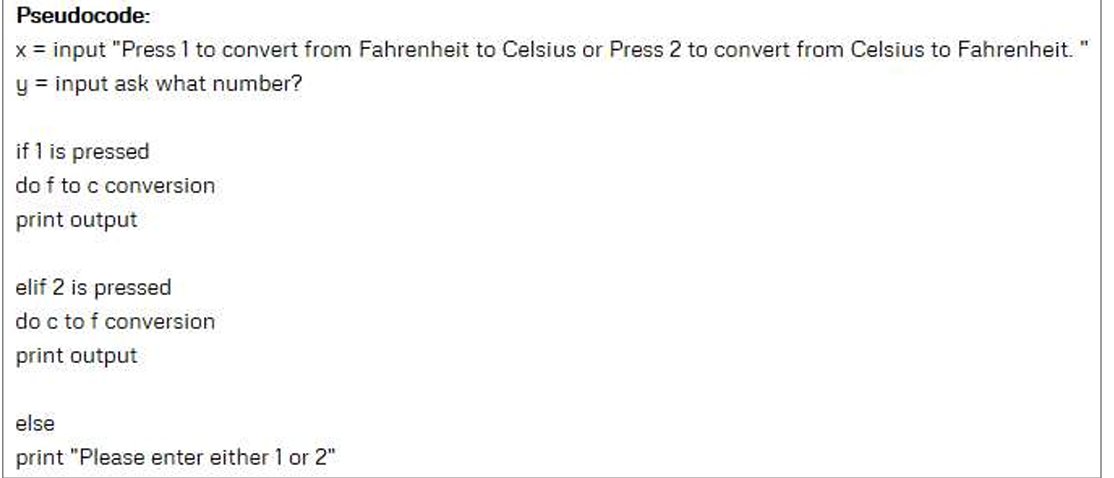 Pseudocode:
x = input "Press 1 to convert from Fahrenheit to Celsius or Press 2 to convert from Celsius to Fahrenheit. "
y = input ask what number?
if 1 is pressed
do f to c conversion
print output
elif 2 is pressed
do c to f conversion
print output
else
print "Please enter either 1 or 2"